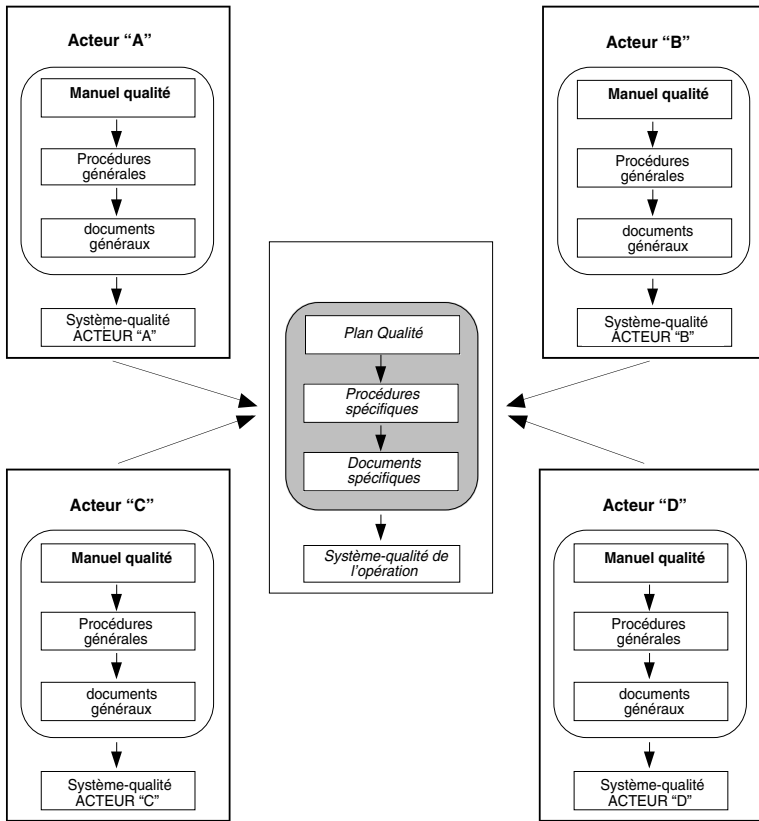 Acteur “A”
Manuel qualité
Procédures
générales
documents
généraux
Système-qualité
ACTEUR “A”
Acteur “B”
Manuel qualité
Procédures
générales
documents
généraux
Système-qualité
ACTEUR “B”
Plan Qualité
Procédures
spécifiques
Documents
spécifiques
Système-qualité de
l’opération
Acteur “C”
Manuel qualité
Procédures
générales
documents
généraux
Système-qualité
ACTEUR “C”
Acteur “D”
Manuel qualité
Procédures
générales
documents
généraux
Système-qualité
ACTEUR “D”